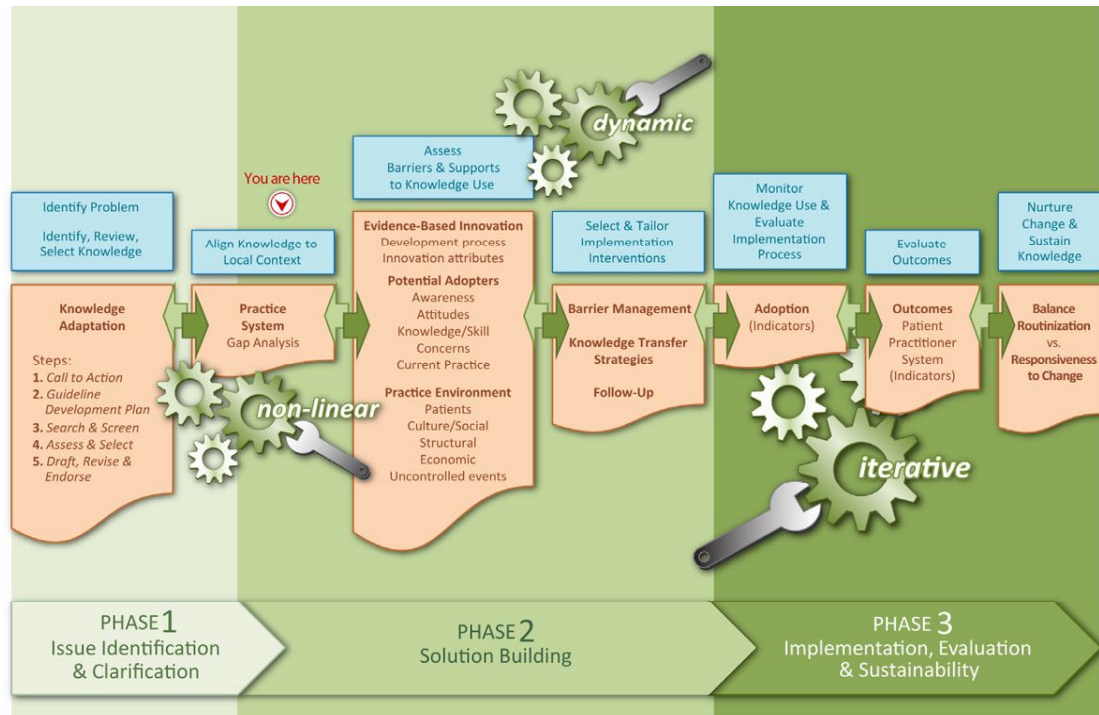 Identify Problem
Identify, Review,
Select Knowledge
Knowledge
Adaptation
Steps:
1. Call to Action
2. Guideline
Development Plan
3. Search & Screen
4. Assess & Select
5. Draft, Revise &
Endorse
You are here
Align Knowledge to
Local Context
Practice
System
Gap Analysis
non-linear
Assess
Barriers & Supports
to Knowledge Use
Evidence-Based Innovation
Development process
Innovation attributes
Potential Adopters
Awareness
Attitudes
Knowledge/Skill
Concerns
Current Practice
Practice Environment
Patients
Culture/Social
Structural
Economic
Uncontrolled events
dynamic
Select & Tailor
Implementation
Interventions
Barrier Management
Knowledge Transfer
Strategies
Follow-Up
Monitor
Knowledge Use &
Evaluate
Implementation
Process
Adoption
(Indicators)
iterative
Evaluate
Outcomes
Outcomes
Patient
Practitioner
System
(Indicators)
Nurture
Change &
Sustain
Knowledge
Balance
Routinization
vs.
Responsiveness
to Change
PHASE 1
Issue Identification
& Clarification
PHASE 2
Solution Building
PHASE 3
Implementation, Evaluation
& Sustainability